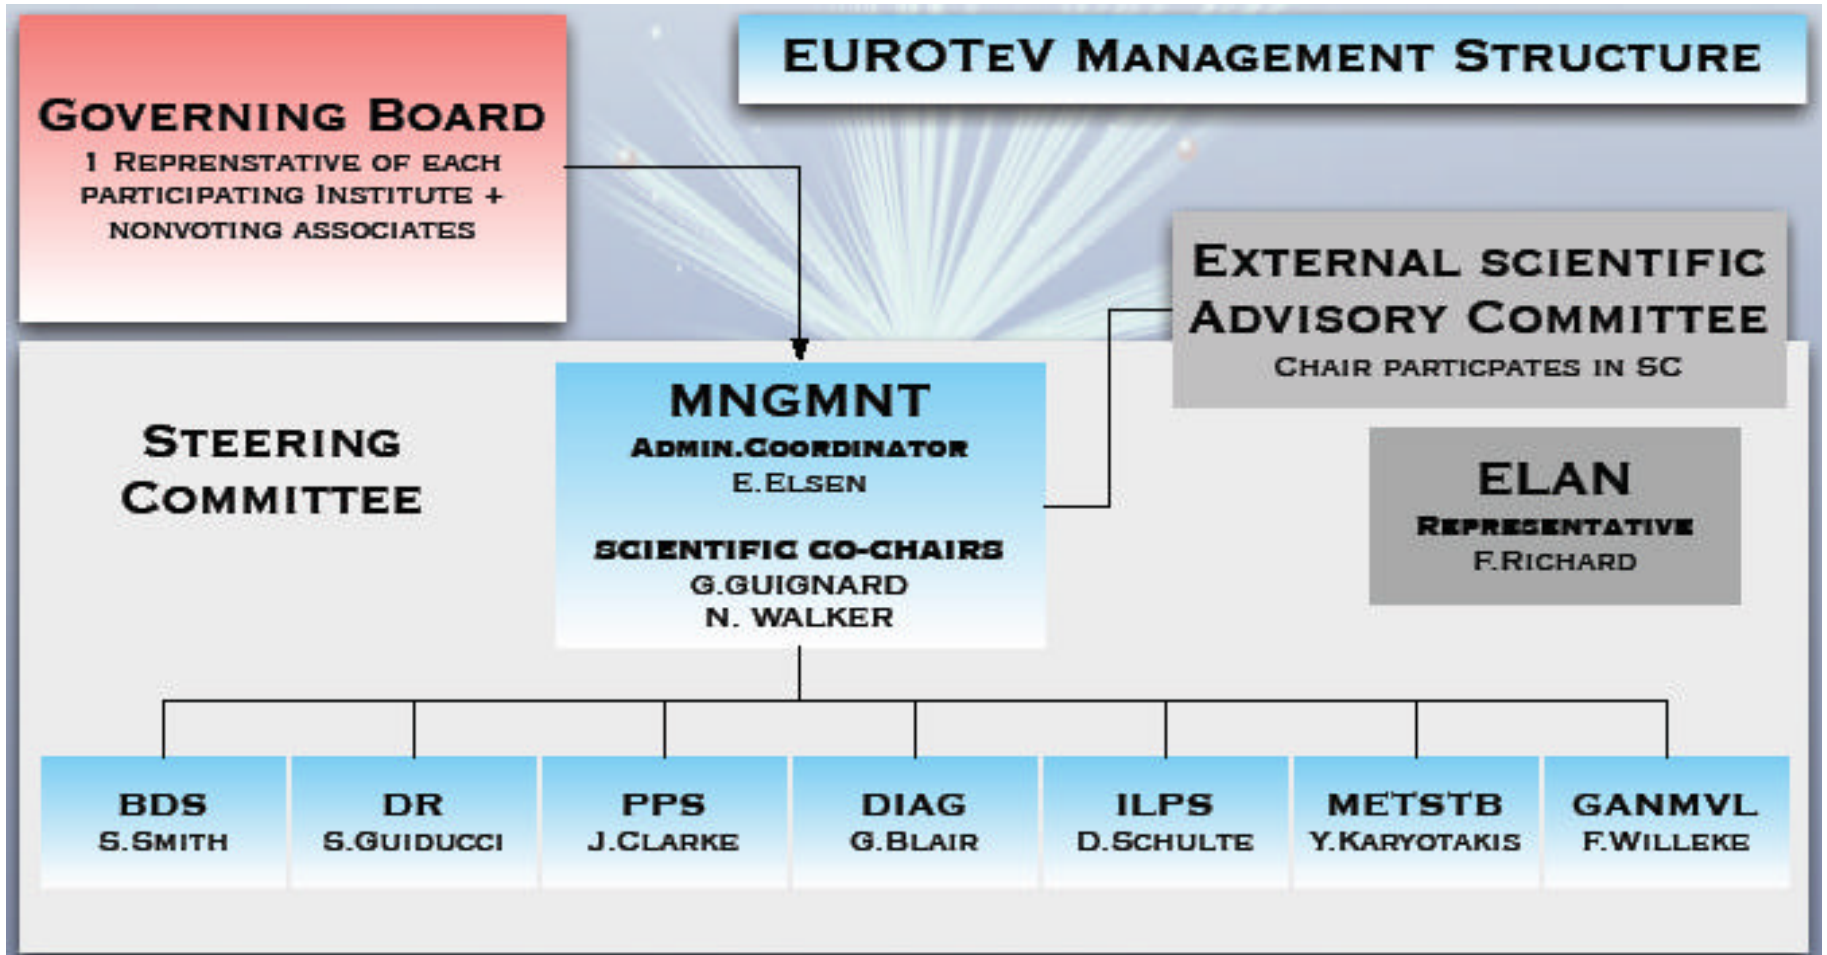 EUROTeV Management Structure
Governing Board
1 Reprenstative of each
participating Institute +
nonvoting associates
External scientific
Advisory Committee
Chair particpates in SC
Steering
Committee
MNGMNT
Admin.Coordinator
E.Elsen
scientific co-chairs
G.Guignard
N. Walker
ELAN
Representative
F.Richard
BDS
S.Smith
DR
S.Guiducci
PPS
J.Clarke
DIAG
G.Blair
ILPS
D.Schulte
METSTB
Y.Karyotakis
GANMVL
F.Willeke